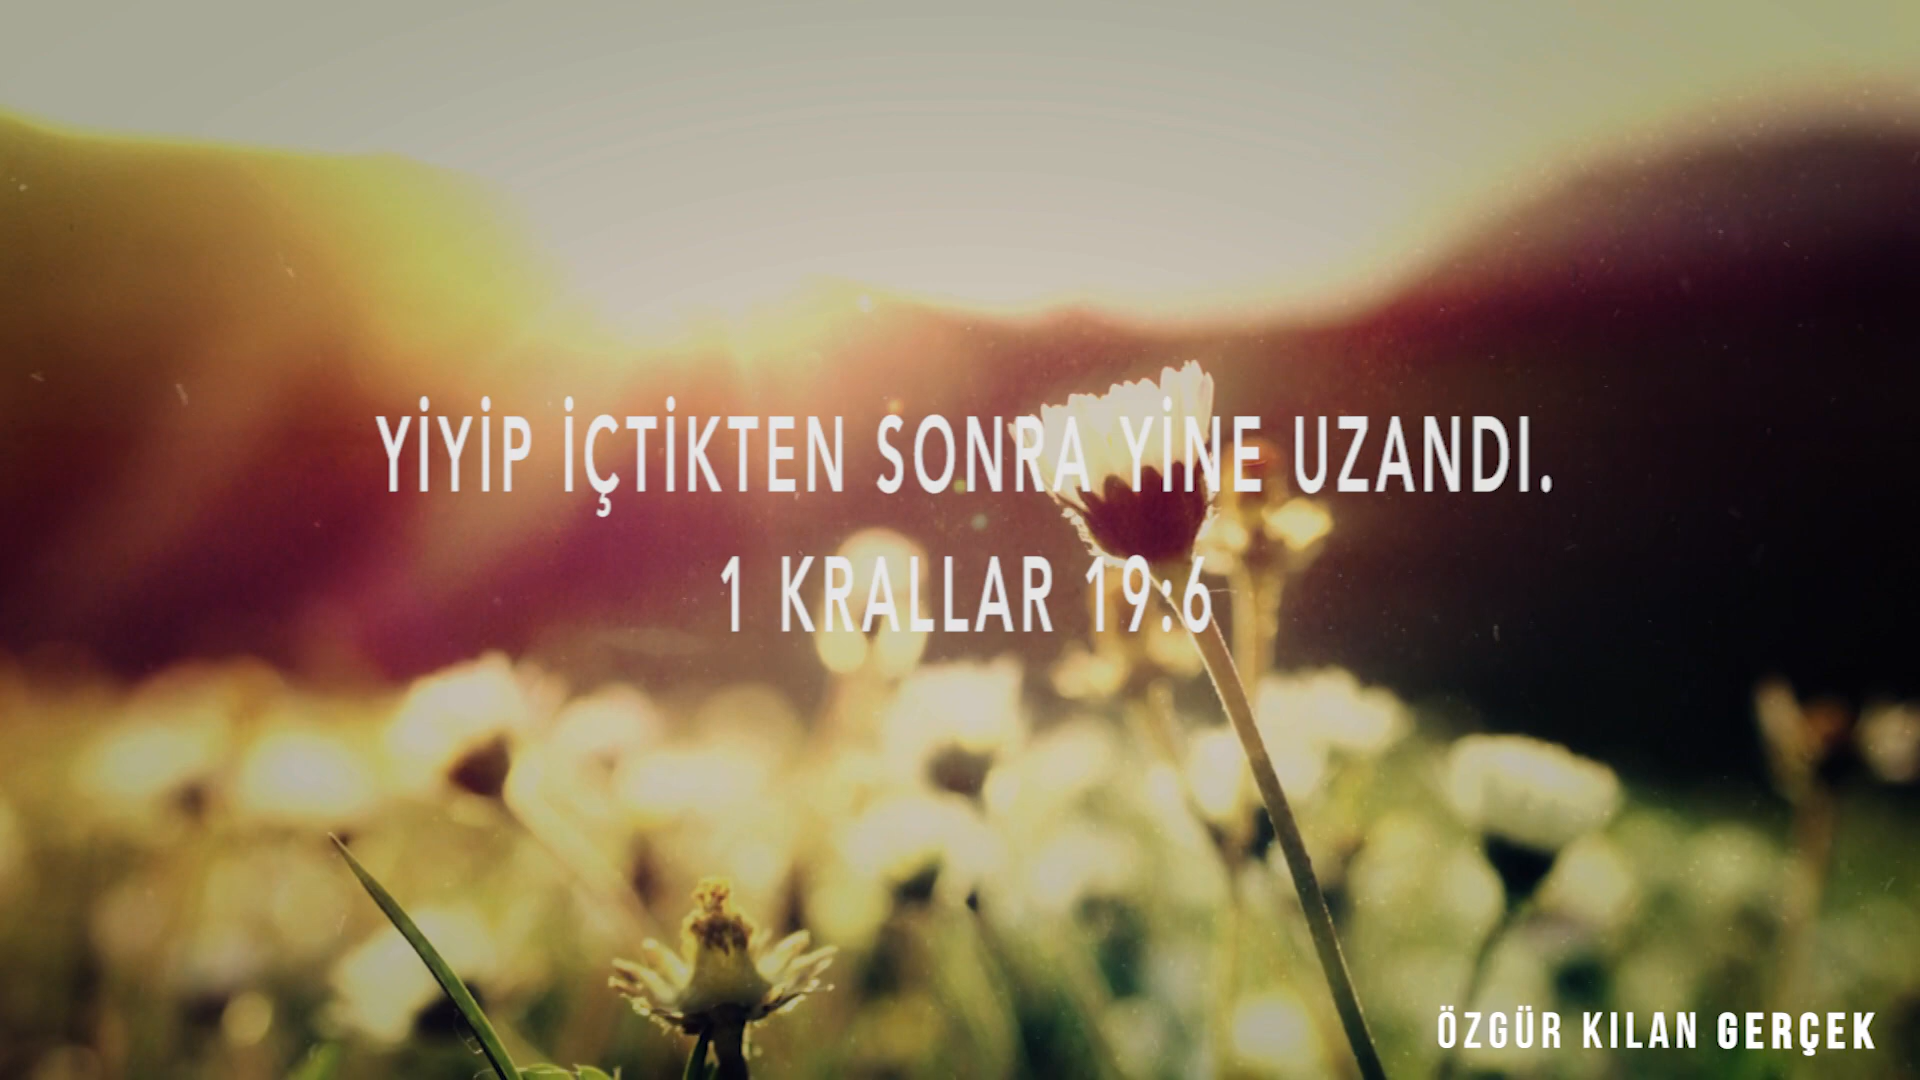 YİYİP İÇTİKTEN SONRA YİNE UZANDI.
1 KRALLAR 19:6
ÖZGÜR KILAN GERÇEK